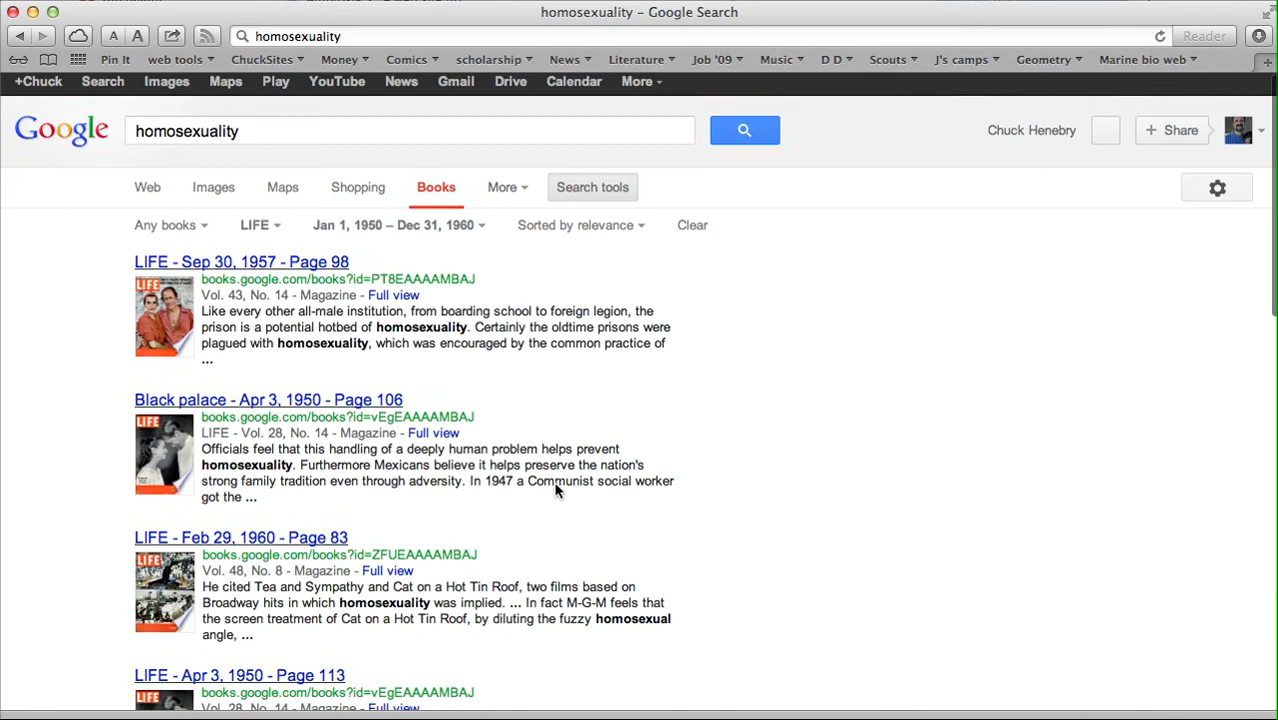 homosexuality – Google Search
A A homosexuality Reader
Pin It web tools ChuckSites Money Comics scholarship News Literature Job '09 Music D D Scouts J's camps Geometry Marine bio web
+Chuck Search Images Maps Play YouTube News Gmail Drive Calendar More
Google homosexuality Chuck Henebry + Share
Web Images Maps Shopping Books More Search tools
Any books LIFE Jan 1, 1950 – Dec 31, 1960 Sorted by relevance Clear
LIFE - Sep 30, 1957 - Page 98
books.google.com/books?id=PT8EAAAAMBAJ
LIFE
Vol. 43, No. 14 - Magazine - Full view
Like every other all-male institution, from boarding school to foreign legion, the
prison is a potential hotbed of homosexuality. Certainly the oldtime prisons were
plagued with homosexuality, which was encouraged by the common practice of
...
Black palace - Apr 3, 1950 - Page 106
books.google.com/books?id=vEgEAAAAMBAJ
LIFE
LIFE - Vol. 28, No. 14 - Magazine - Full view
Officials feel that this handling of a deeply human problem helps prevent
homosexuality. Furthermore Mexicans believe it helps preserve the nation's
strong family tradition even through adversity. In 1947 a Communist social worker
got the ...
LIFE - Feb 29, 1960 - Page 83
books.google.com/books?id=ZFUEAAAAMBAJ
LIFE
Vol. 48, No. 8 - Magazine - Full view
He cited Tea and Sympathy and Cat on a Hot Tin Roof, two films based on
Broadway hits in which homosexuality was implied. ... In fact M-G-M feels that
the screen treatment of Cat on a Hot Tin Roof, by diluting the fuzzy homosexual
angle, ...
LIFE - Apr 3, 1950 - Page 113
books.google.com/books?id=vEgEAAAAMBAJ
LIFE
Vol. 28, No. 14 - Magazine - Full view